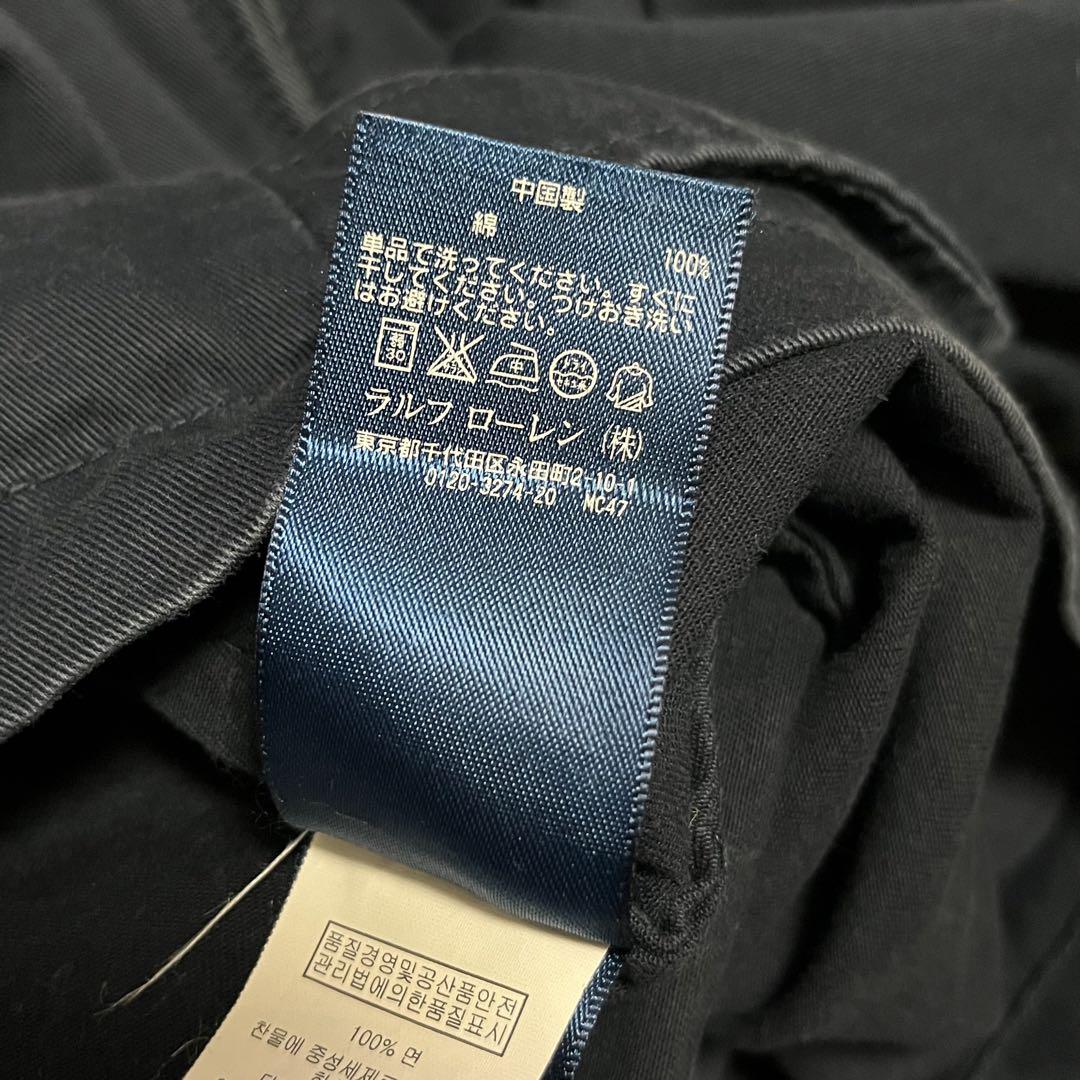 中国製
綿 100%
単品で洗ってください。すぐに
干してください。つけおき洗い
はお避けください。
弱 30 中
ラルフ ローレン (株)
東京都千代田区永田町2-10-1
0120-3274-20 MC47
품질경영및공산품안전
관리법에의한품질표시
100% 면
찬물에 중성세제